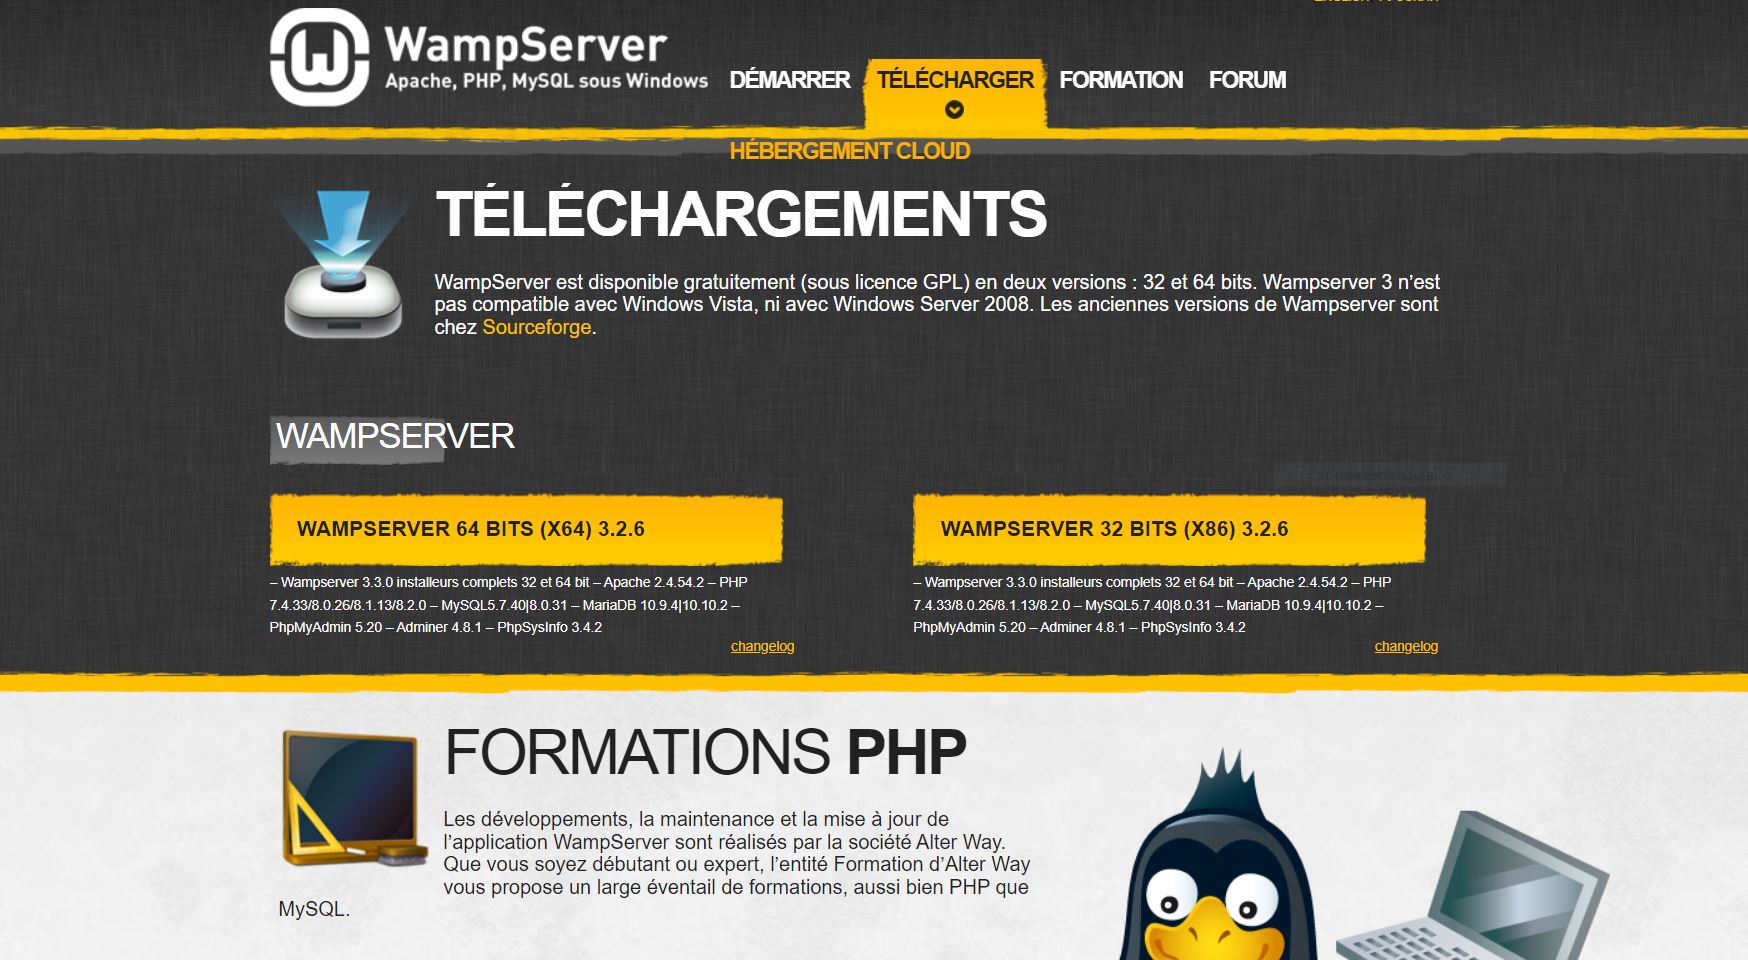 WampServer
Apache, PHP, MySQL sous Windows
DÉMARRER TÉLÉCHARGER FORMATION FORUM
HÉBERGEMENT CLOUD
TÉLÉCHARGEMENTS
WampServer est disponible gratuitement (sous licence GPL) en deux versions : 32 et 64 bits. Wampserver 3 n’est
pas compatible avec Windows Vista, ni avec Windows Server 2008. Les anciennes versions de Wampserver sont
chez Sourceforge.
WAMPSERVER
WAMPSERVER 64 BITS (X64) 3.2.6
– Wampserver 3.3.0 installeurs complets 32 et 64 bit – Apache 2.4.54.2 – PHP
7.4.33/8.0.26/8.1.13/8.2.0 – MySQL5.7.40|8.0.31 – MariaDB 10.9.4|10.10.2 –
PhpMyAdmin 5.20 – Adminer 4.8.1 – PhpSysInfo 3.4.2
changelog
WAMPSERVER 32 BITS (X86) 3.2.6
– Wampserver 3.3.0 installeurs complets 32 et 64 bit – Apache 2.4.54.2 – PHP
7.4.33/8.0.26/8.1.13/8.2.0 – MySQL5.7.40|8.0.31 – MariaDB 10.9.4|10.10.2 –
PhpMyAdmin 5.20 – Adminer 4.8.1 – PhpSysInfo 3.4.2
changelog
FORMATIONS PHP
Les développements, la maintenance et la mise à jour de
l’application WampServer sont réalisés par la société Alter Way.
Que vous soyez débutant ou expert, l’entité Formation d’Alter Way
vous propose un large éventail de formations, aussi bien PHP que
MySQL.